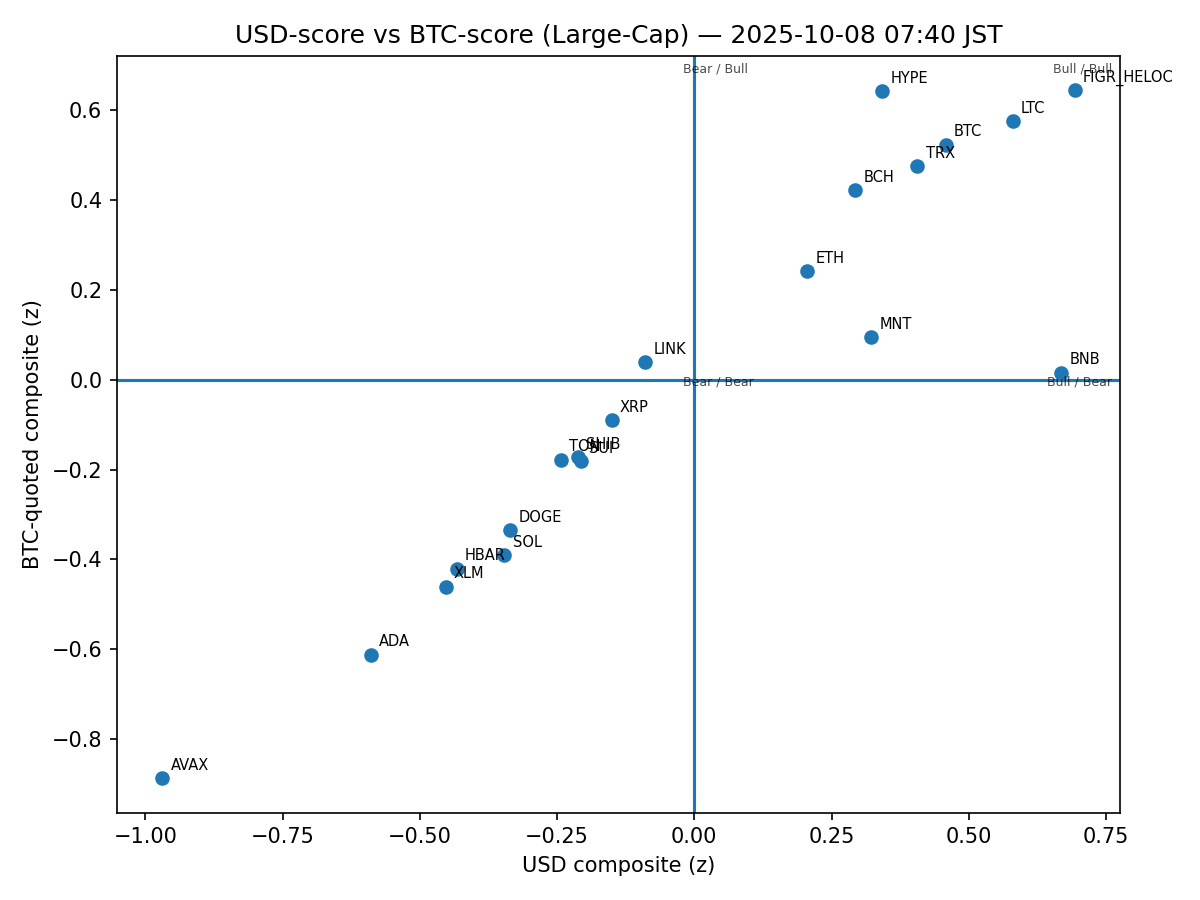 USD-score vs BTC-score (Large-Cap) — 2025-10-08 07:40 JST
Bear / Bull
Bull / Bull
HYPE
FIGR_HELOC
LTC
BTC
TRX
BCH
ETH
MNT
LINK
BNB
Bear / Bear
Bull / Bear
XRP
TON
SHIB
SUI
DOGE
SOL
HBAR
XLM
ADA
AVAX
0.6
0.4
0.2
0.0
−0.2
−0.4
−0.6
−0.8
BTC-quoted composite (z)
−1.00
−0.75
−0.50
−0.25
0.00
0.25
0.50
0.75
USD composite (z)